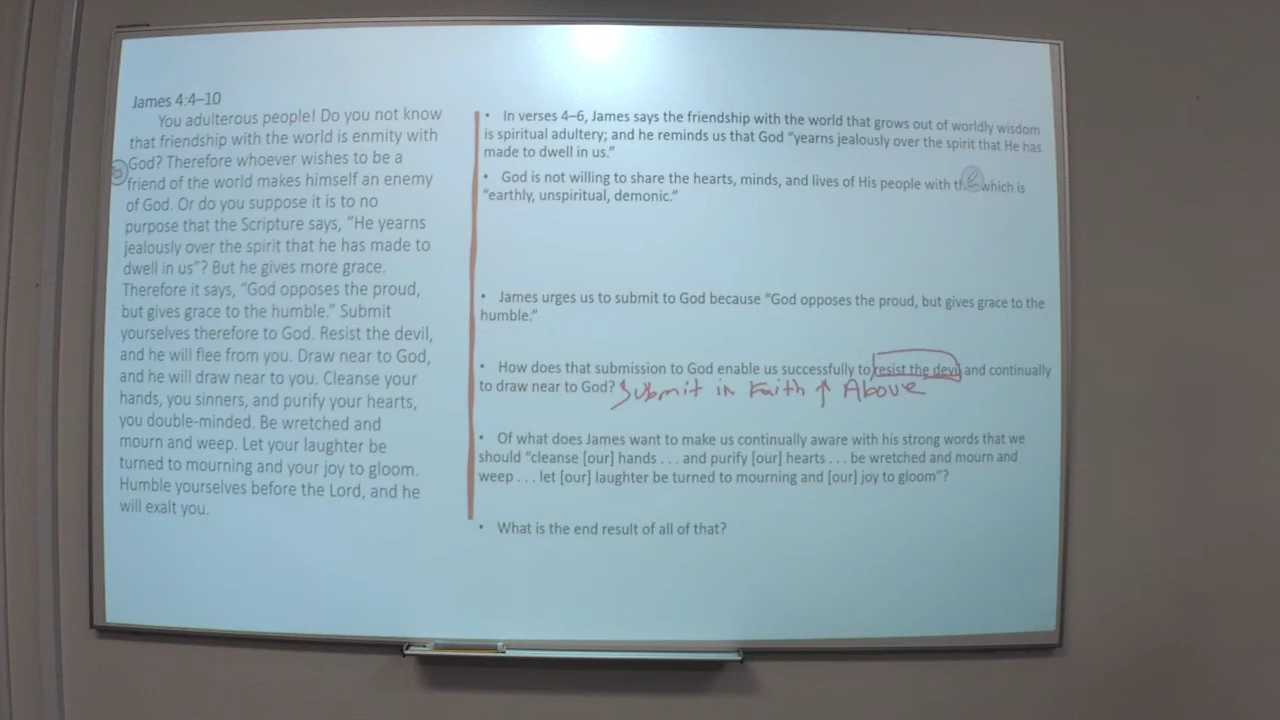 James 4:4–10
You adulterous people! Do you not know
that friendship with the world is enmity with
God? Therefore whoever wishes to be a
friend of the world makes himself an enemy
of God. Or do you suppose it is to no
purpose that the Scripture says, “He yearns
jealously over the spirit that he has made to
dwell in us”? But he gives more grace.
Therefore it says, “God opposes the proud,
but gives grace to the humble.” Submit
yourselves therefore to God. Resist the devil,
and he will flee from you. Draw near to God,
and he will draw near to you. Cleanse your
hands, you sinners, and purify your hearts,
you double-minded. Be wretched and
mourn and weep. Let your laughter be
turned to mourning and your joy to gloom.
Humble yourselves before the Lord, and he
will exalt you.
• In verses 4–6, James says the friendship with the world that grows out of worldly wisdom
is spiritual adultery; and he reminds us that God “yearns jealously over the spirit that He has
made to dwell in us.”
• God is not willing to share the hearts, minds, and lives of His people with which is
“earthly, unspiritual, demonic.”
• James urges us to submit to God because “God opposes the proud, but gives grace to the
humble.”
• How does that submission to God enable us successfully to resist the devil and continually
to draw near to God? Submit in Faith ↑ Above
• Of what does James want to make us continually aware with his strong words that we
should “cleanse [our] hands . . . and purify [our] hearts . . . be wretched and mourn and
weep . . . let [our] laughter be turned to mourning and [our] joy to gloom”?
• What is the end result of all of that?